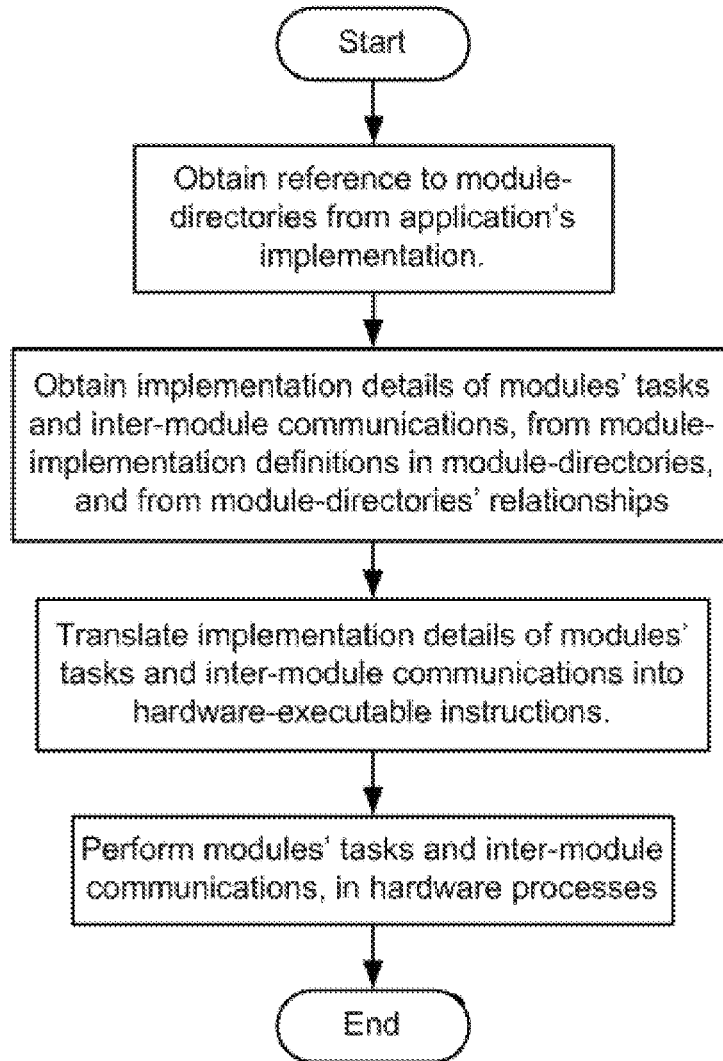 Start
Obtain reference to module-
directories from application's
implementation.
Obtain implementation details of modules' tasks
and inter-module communications, from module-
implementation definitions in module-directories,
and from module-directories' relationships
Translate implementation details of modules'
tasks and inter-module communications into
hardware-executable instructions.
Perform modules' tasks and inter-module
communications, in hardware processes
End